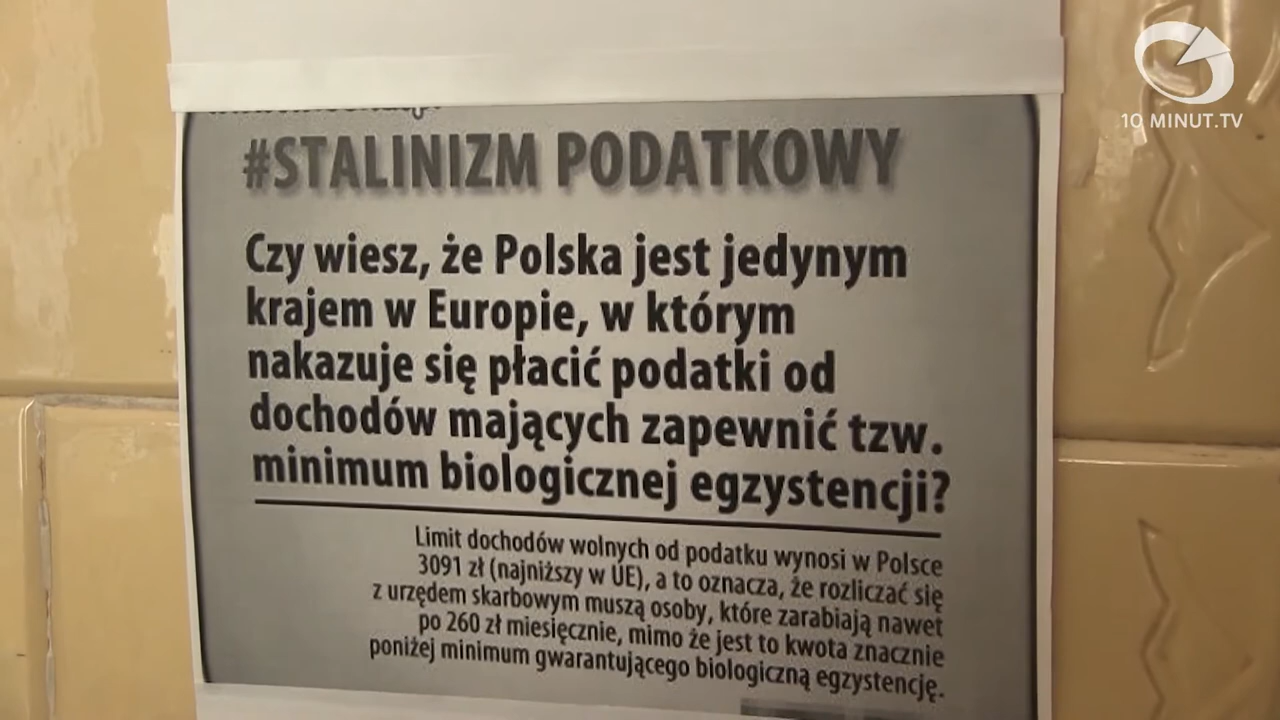 10 MINUT.TV
#STALINIZM PODATKOWY
Czy wiesz, że Polska jest jedynym
krajem w Europie, w którym
nakazuje się płacić podatki od
dochodów mających zapewnić tzw.
minimum biologicznej egzystencji?
Limit dochodów wolnych od podatku wynosi w Polsce
3091 zł (najniższy w UE), a to oznacza, że rozliczać się
z urzędem skarbowym muszą osoby, które zarabiają nawet
po 260 zł miesięcznie, mimo że jest to kwota znacznie
poniżej minimum gwarantującego biologiczną egzystencję.